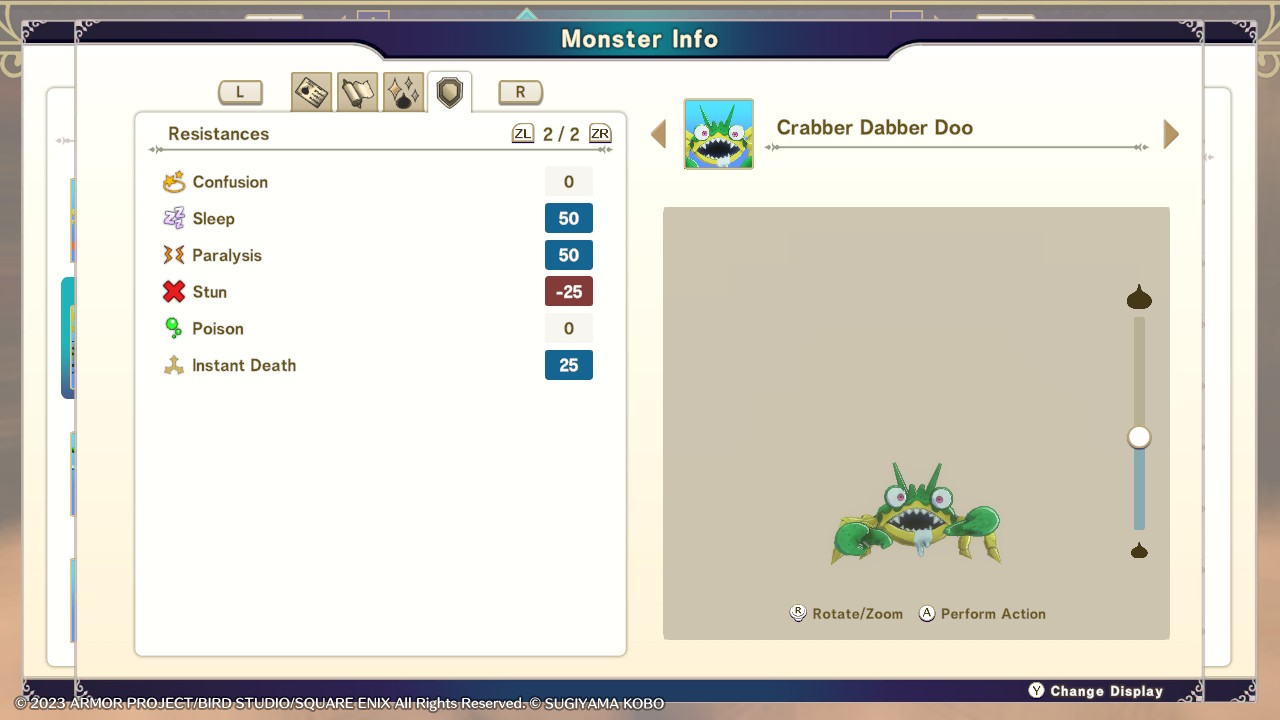 Monster Info
L
R
Resistances
ZL 2 / 2 ZR
Confusion 0
Sleep 50
Paralysis 50
Stun -25
Poison 0
Instant Death 25
Crabber Dabber Doo
R Rotate/Zoom A Perform Action
Y Change Display
© 2023 ARMOR PROJECT/BIRD STUDIO/SQUARE ENIX All Rights Reserved. © SUGIYAMA KOBO